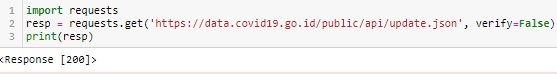 1 import requests
2 resp = requests.get('https://data.covid19.go.id/public/api/update.json', verify=False)
3 print(resp)
<Response [200]>